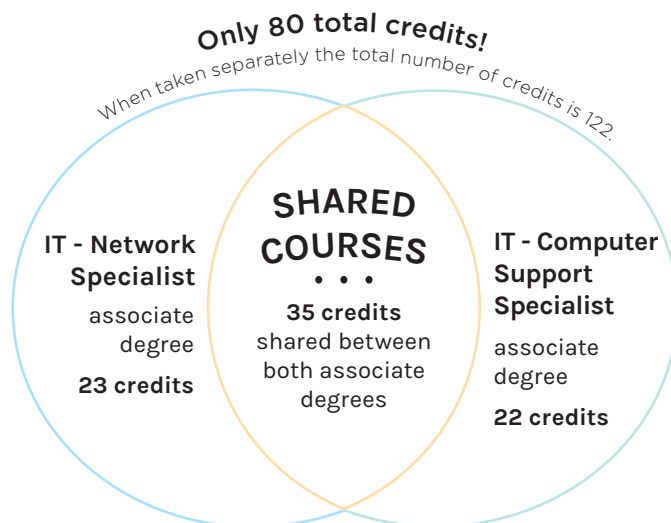 Only 80 total credits!
When taken separately the total number of credits is 122.
IT - Network
Specialist
associate
degree
23 credits
SHARED
COURSES
• • •
35 credits
shared between
both associate
degrees
IT - Computer
Support
Specialist
associate
degree
22 credits